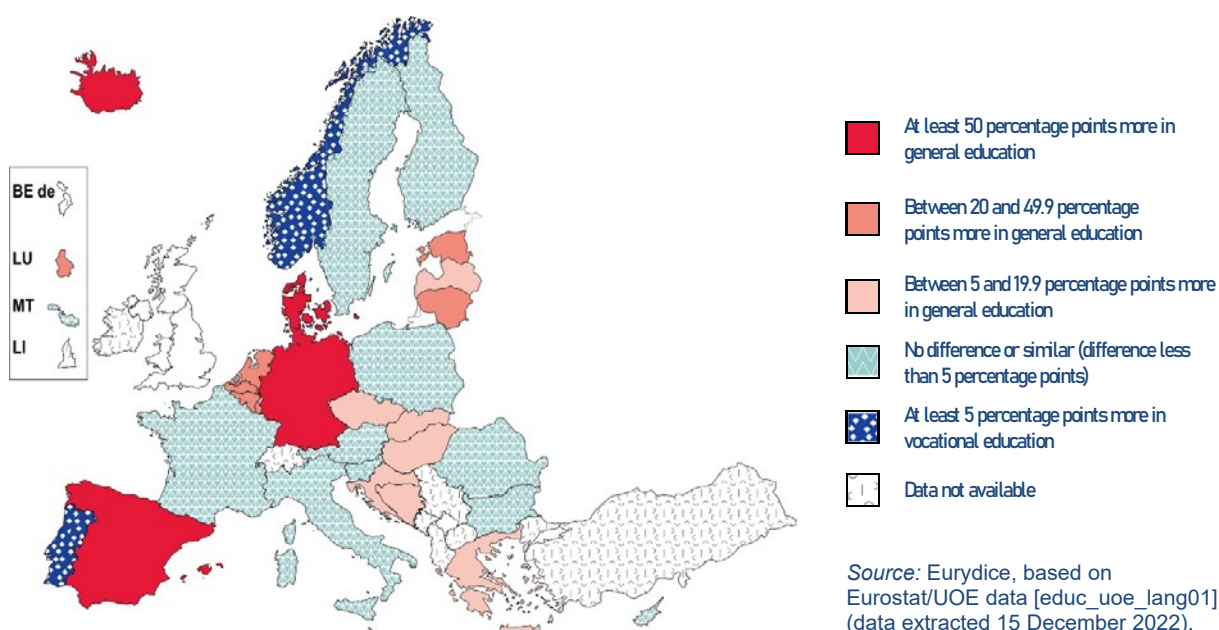 BE de
LU
MT
LI
At least 50 percentage points more in
general education
Between 20 and 49.9 percentage
points more in general education
Between 5 and 19.9 percentage points more
in general education
No difference or similar (difference less
than 5 percentage points)
At least 5 percentage points more in
vocational education
Data not available
Source: Eurydice, based on
Eurostat/UOE data [educ_uoe_lang01]
(data extracted 15 December 2022).